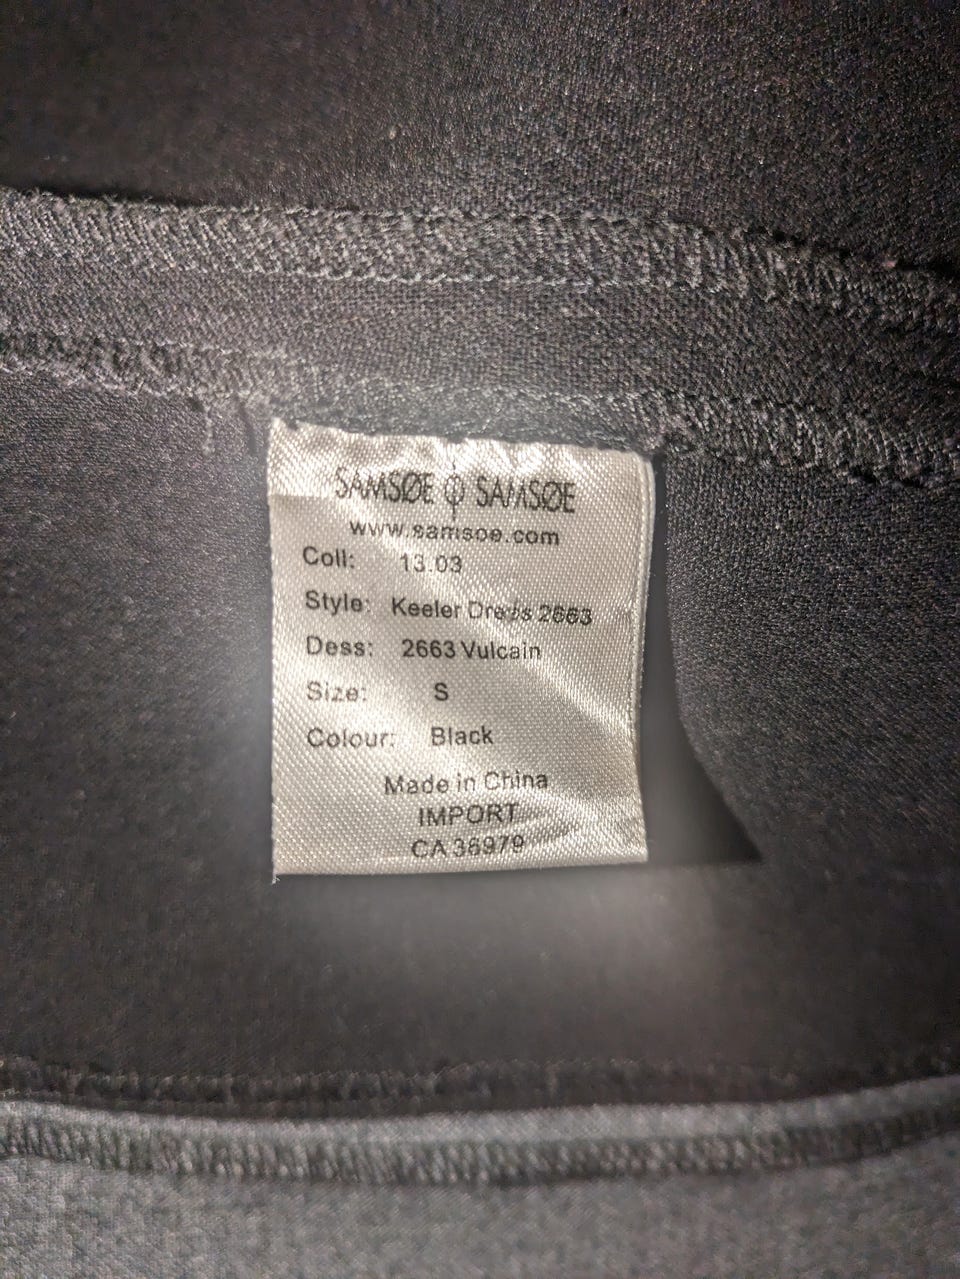 SAMSØE ϕ SAMSØE
www.samsoe.com
Coll: 13.03
Style: Keeler Dress 2663
Dess: 2663 Vulcain
Size: S
Colour: Black
Made in China
IMPORT
CA 36979